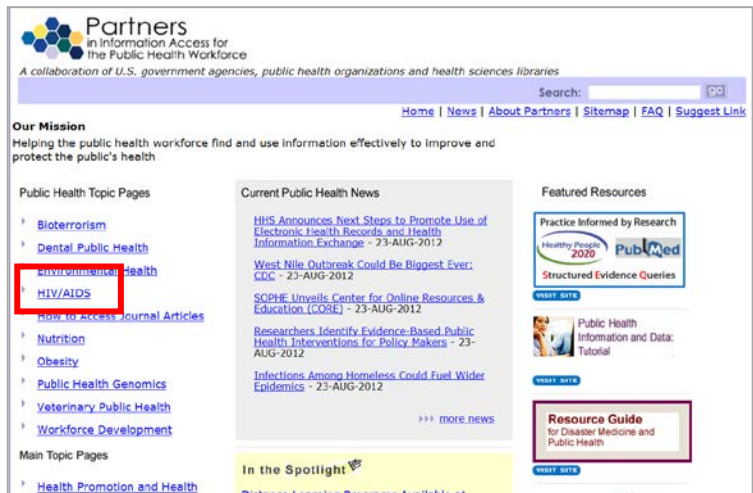 Partners
in Information Access for
the Public Health Workforce
A collaboration of U.S. government agencies, public health organizations and health sciences libraries
Search: GO
Home | News | About Partners | Sitemap | FAQ | Suggest Link
Our Mission
Helping the public health workforce find and use information effectively to improve and
protect the public's health
Public Health Topic Pages
Bioterrorism
Dental Public Health
Environmental Health
HIV/AIDS
How to Access Journal Articles
Nutrition
Obesity
Public Health Genomics
Veterinary Public Health
Workforce Development
Main Topic Pages
Health Promotion and Health
Current Public Health News
HHS Announces Next Steps to Promote Use of
Electronic Health Records and Health
Information Exchange - 23-AUG-2012
West Nile Outbreak Could Be Biggest Ever:
CDC - 23-AUG-2012
SOPHE Unveils Center for Online Resources &
Education (CORE) - 23-AUG-2012
Researchers Identify Evidence-Based Public
Health Interventions for Policy Makers - 23-
AUG-2012
Infections Among Homeless Could Fuel Wider
Epidemics - 23-AUG-2012
more news
In the Spotlight
Distance Learning Programs Available at
Featured Resources
Practice Informed by Research
Healthy People
2020
PubMed
Structured Evidence Queries
VISIT SITE
Public Health
Information and Data:
Tutorial
VISIT SITE
Resource Guide
for Disaster Medicine and
Public Health
VISIT SITE